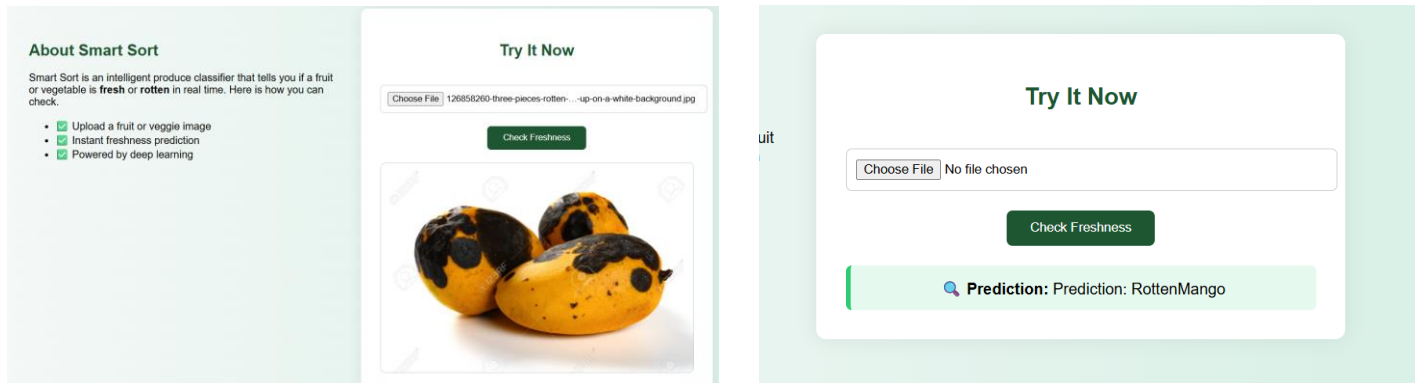 About Smart Sort
Smart Sort is an intelligent produce classifier that tells you if a fruit
or vegetable is fresh or rotten in real time. Here is how you can
check.
• ✅ Upload a fruit or veggie image
• ✅ Instant freshness prediction
• ✅ Powered by deep learning
Try It Now
Choose File 126858260-three-pieces-rotten-...-up-on-a-white-background.jpg
Check Freshness
uit
Try It Now
Choose File No file chosen
Check Freshness
🔍 Prediction: Prediction: RottenMango